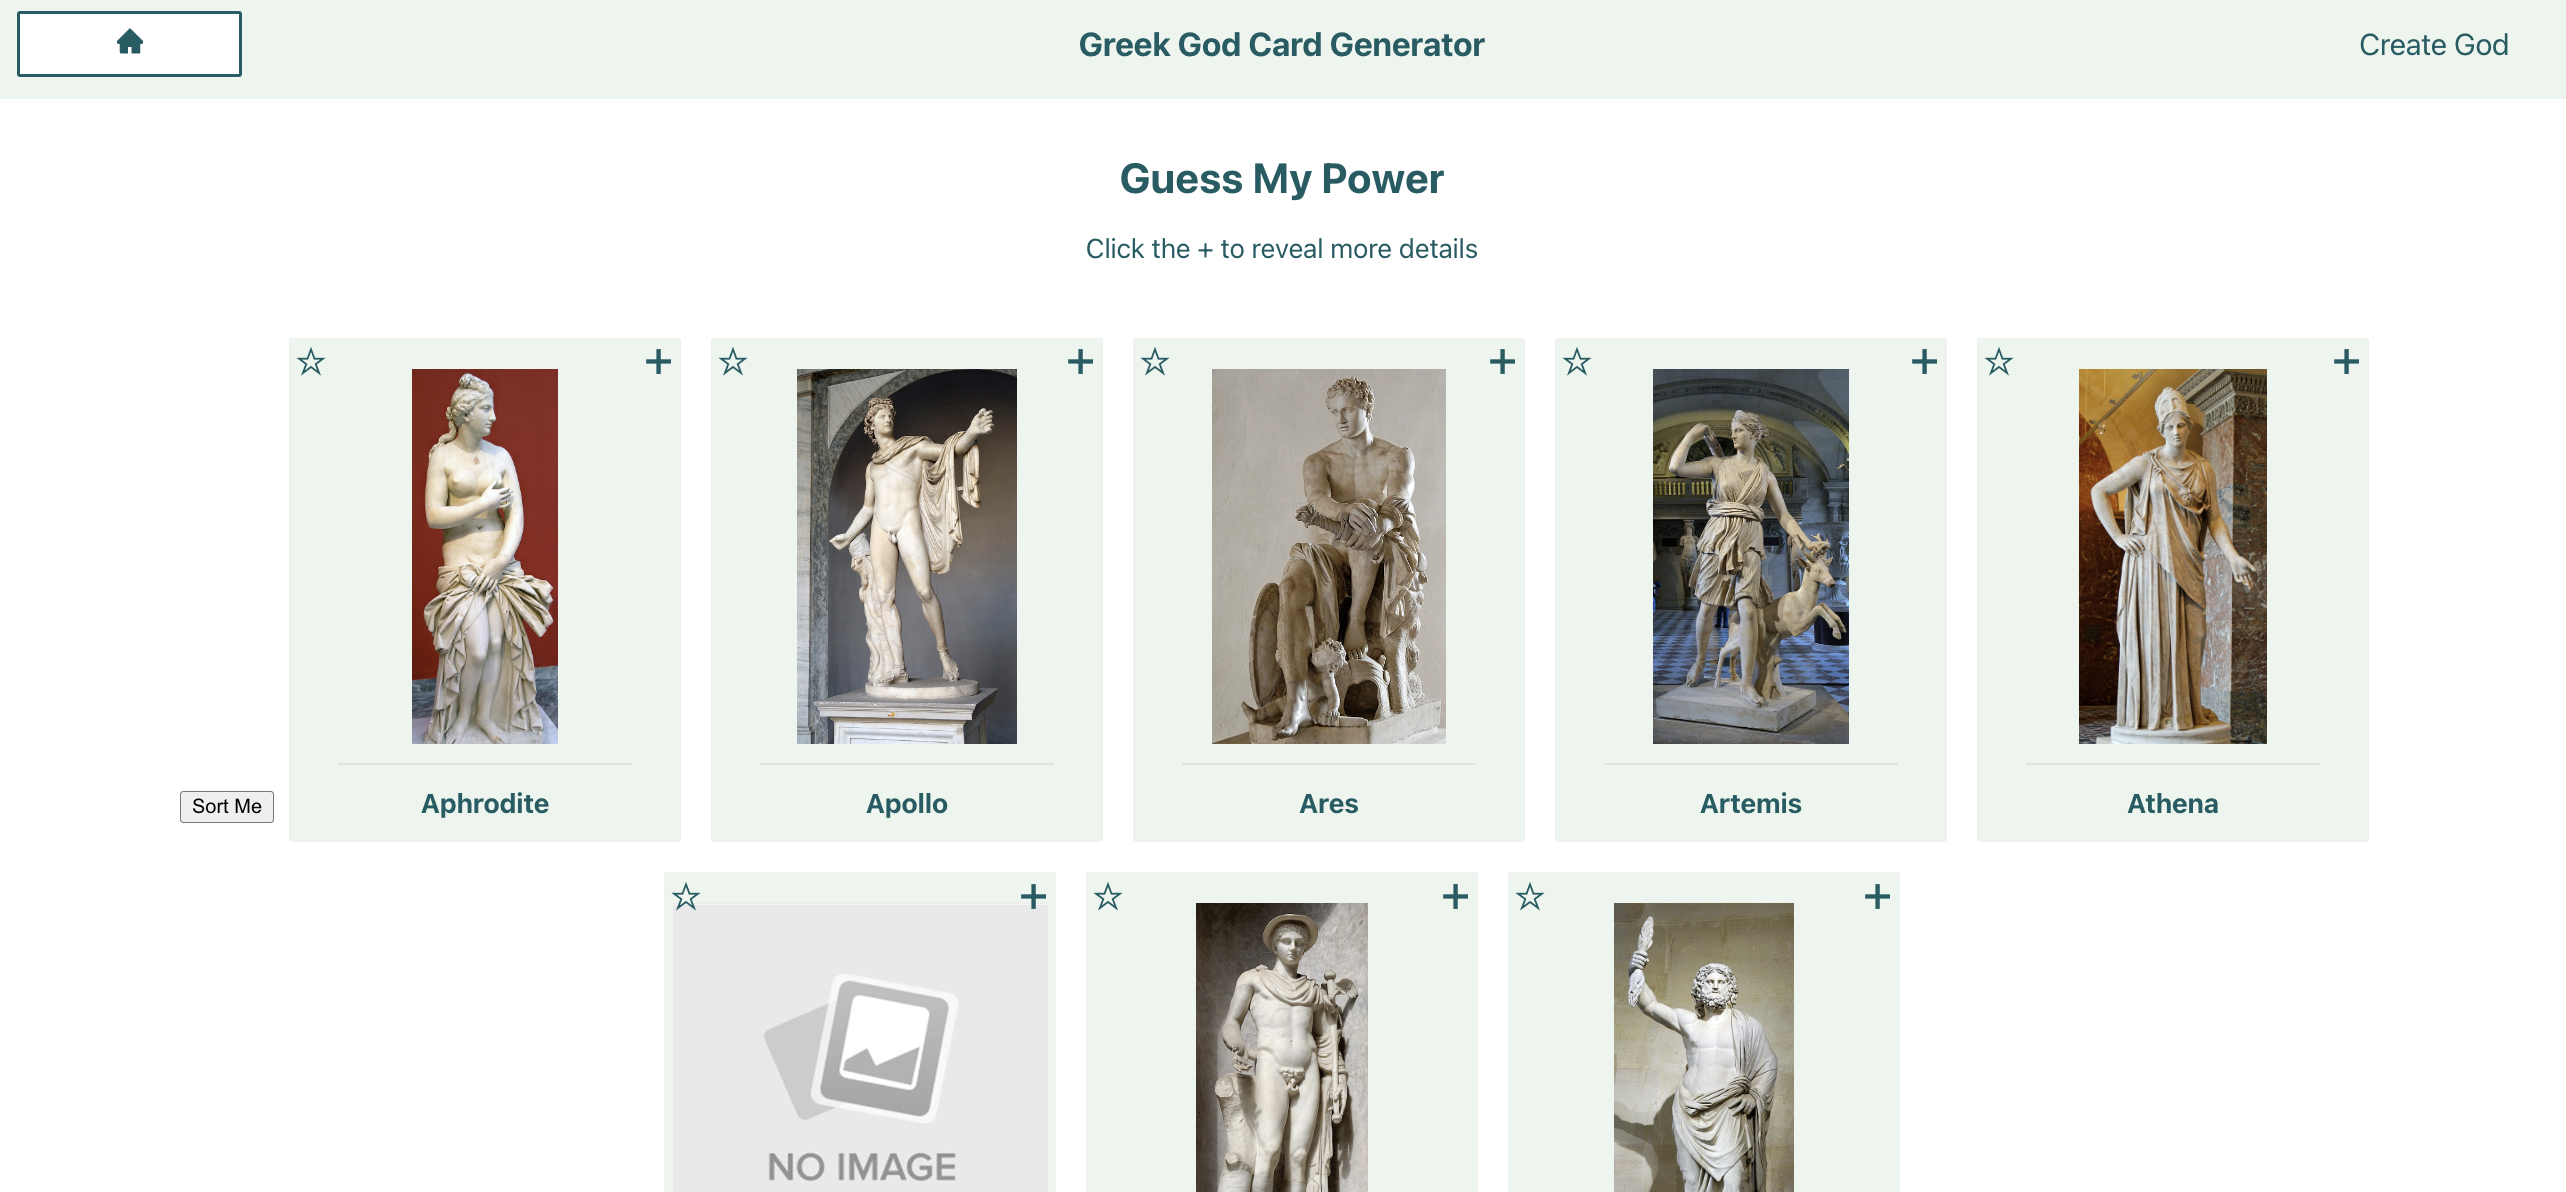 Greek God Card Generator
Create God
Guess My Power
Click the + to reveal more details
Sort Me
Aphrodite
Apollo
Ares
Artemis
Athena
NO IMAGE